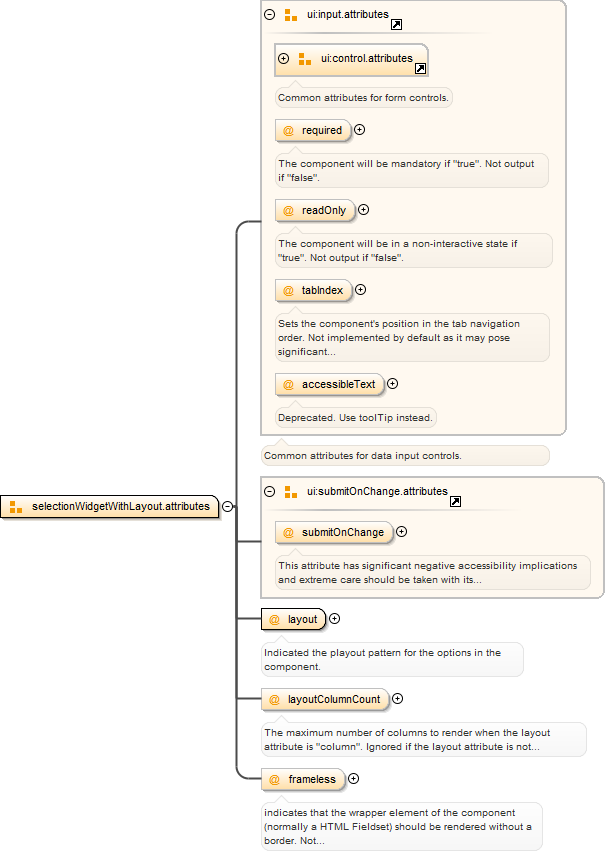 ui:input.attributes
ui:control.attributes
Common attributes for form controls.
@ required
The component will be mandatory if "true". Not output
if "false".
@ readOnly
The component will be in a non-interactive state if
"true". Not output if "false".
@ tabIndex
Sets the component's position in the tab navigation
order. Not implemented by default as it may pose
significant...
@ accessibleText
Deprecated. Use toolTip instead.
Common attributes for data input controls.
selectionWidgetWithLayout.attributes
ui:submitOnChange.attributes
@ submitOnChange
This attribute has significant negative accessibility implications
and extreme care should be taken with its...
@ layout
Indicated the playout pattern for the options in the
component.
@ layoutColumnCount
The maximum number of columns to render when the layout
attribute is "column". Ignored if the layout attribute is not...
@ frameless
indicates that the wrapper element of the component
(normally a HTML Fieldset) should be rendered without a
border. Not...